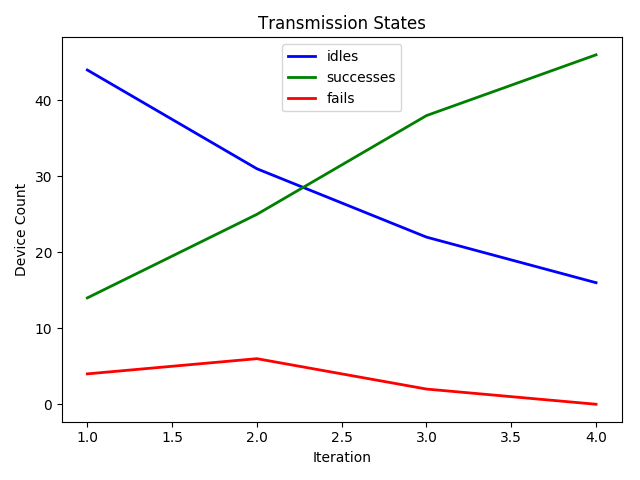 Transmission States
idles
successes
fails
Device Count
40
30
20
10
0
1.0 1.5 2.0 2.5 3.0 3.5 4.0
Iteration